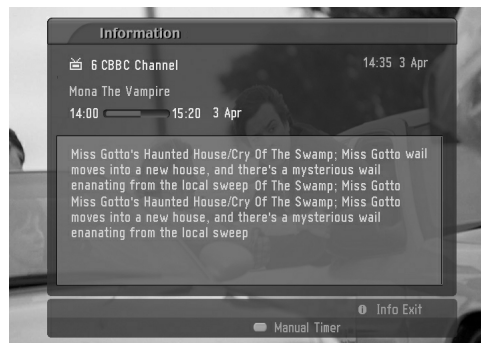 Information
6 CBBC Channel 14:35 3 Apr
Mona The Vampire
14:00 15:20 3 Apr
Miss Gotto's Haunted House/Cry Of The Swamp; Miss Gotto wail
moves into a new house, and there's a mysterious wail
enanating from the local sweep Of The Swamp; Miss Gotto
Miss Gotto's Haunted House/Cry Of The Swamp; Miss Gotto
moves into a new house, and there's a mysterious wail
enanating from the local sweep
i Info Exit
Manual Timer